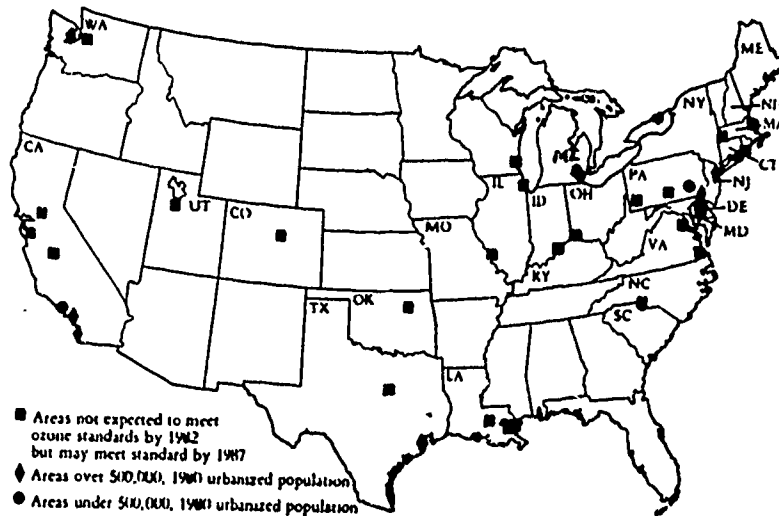 WA
ME
NY
MA
CT
CA
MI
PA
NJ
IL
ID
OH
DE
UT
CO
MO
VA
MD
KY
NC
OK
TX
SC
LA
■ Areas not expected to meet
ozone standards by 1982
but may meet standard by 1987
♦ Areas over 500,000, 1980 urbanized population
● Areas under 500,000, 1980 urbanized population